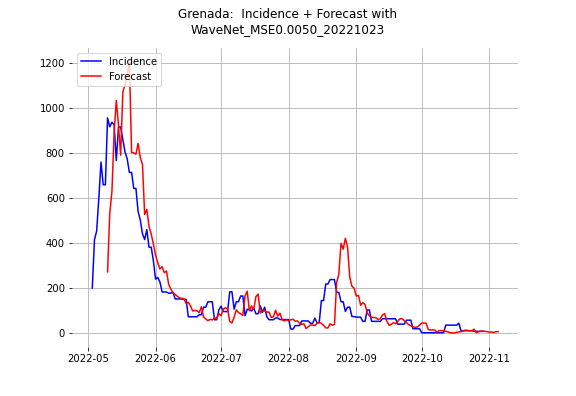 Grenada:  Incidence + Forecast with
WaveNet_MSE0.0050_20221023
Incidence
Forecast
1200
1000
800
600
400
200
0
2022-05 2022-06 2022-07 2022-08 2022-09 2022-10 2022-11